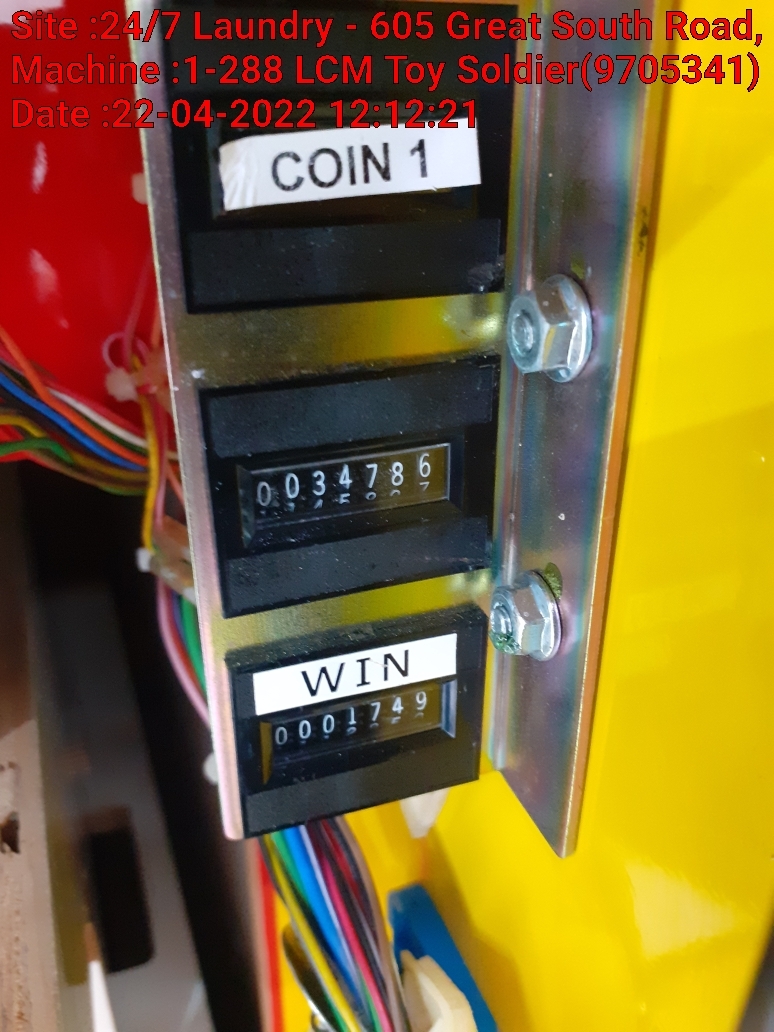 Site :24/7 Laundry - 605 Great South Road,
Machine :1-288 LCM Toy Soldier(9705341)
Date :22-04-2022 12:12:21
COIN 1
0034786
WIN
0001749